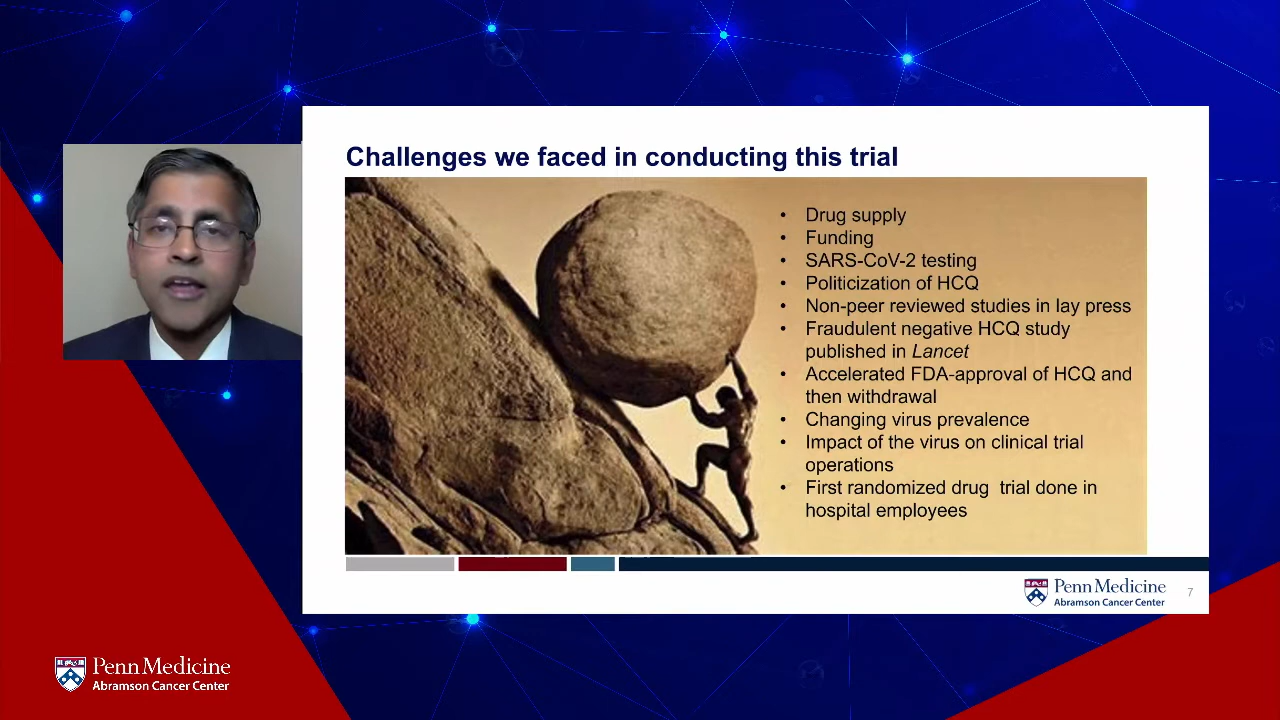 Challenges we faced in conducting this trial
• Drug supply
• Funding
• SARS-CoV-2 testing
• Politicization of HCQ
• Non-peer reviewed studies in lay press
• Fraudulent negative HCQ study
published in Lancet
• Accelerated FDA-approval of HCQ and
then withdrawal
• Changing virus prevalence
• Impact of the virus on clinical trial
operations
• First randomized drug trial done in
hospital employees
Penn Medicine
Abramson Cancer Center
7
Penn Medicine
Abramson Cancer Center